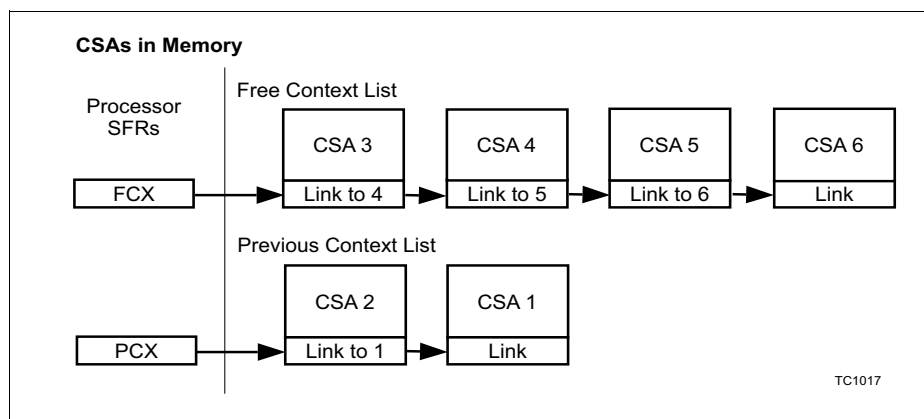 CSAs in Memory
Processor
SFRs
Free Context List
CSA 3
CSA 4
CSA 5
CSA 6
FCX
Link to 4
Link to 5
Link to 6
Link
Previous Context List
CSA 2
CSA 1
PCX
Link to 1
Link
TC1017